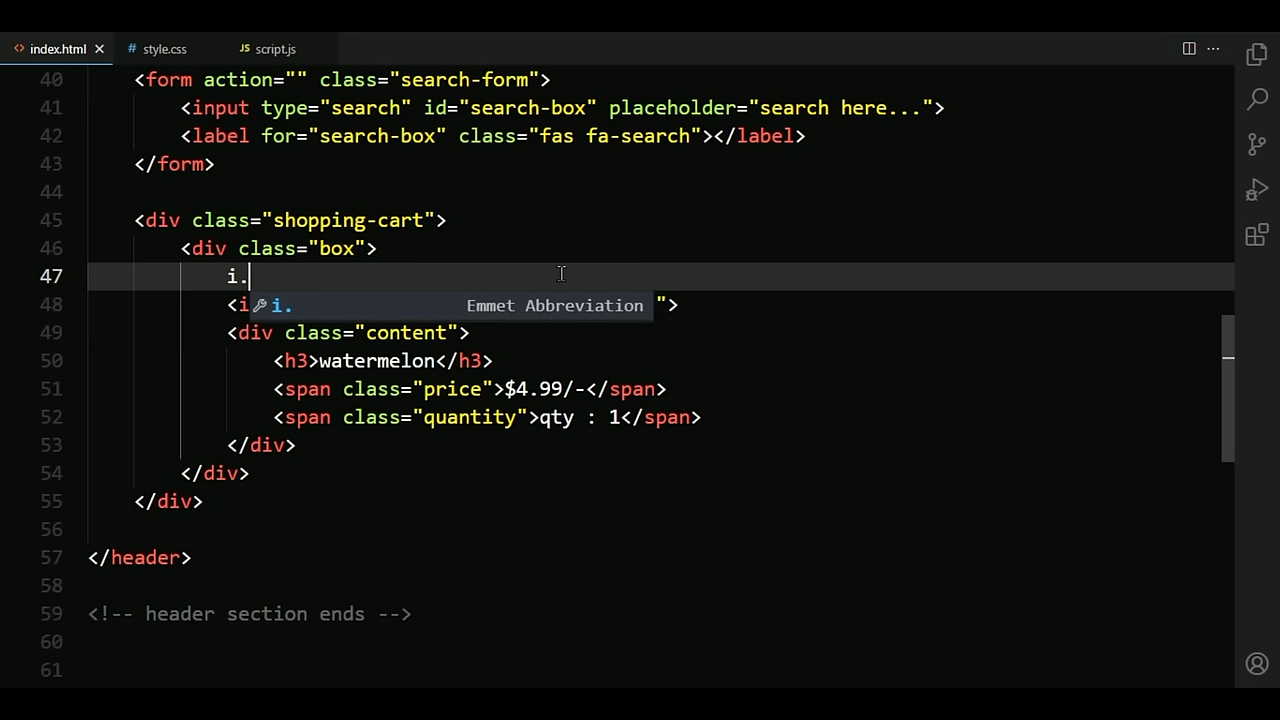 index.html style.css JS script.js
40 <form action="" class="search-form">
41 <input type="search" id="search-box" placeholder="search here...">
42 <label for="search-box" class="fas fa-search"></label>
43 </form>
44
45 <div class="shopping-cart">
46 <div class="box">
47 i.
48 <i i. Emmet Abbreviation ">
49 <div class="content">
50 <h3>watermelon</h3>
51 <span class="price">$4.99/-</span>
52 <span class="quantity">qty : 1</span>
53 </div>
54 </div>
55 </div>
56
57 </header>
58
59 <!-- header section ends -->
60
61